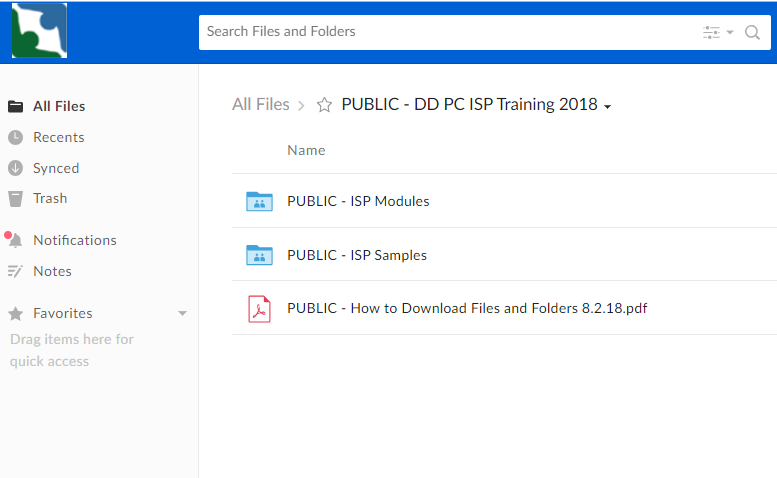 Search Files and Folders
All Files
Recents
Synced
Trash
Notifications
Notes
Favorites
Drag items here for
quick access
All Files > PUBLIC - DD PC ISP Training 2018
Name
PUBLIC - ISP Modules
PUBLIC - ISP Samples
PUBLIC - How to Download Files and Folders 8.2.18.pdf